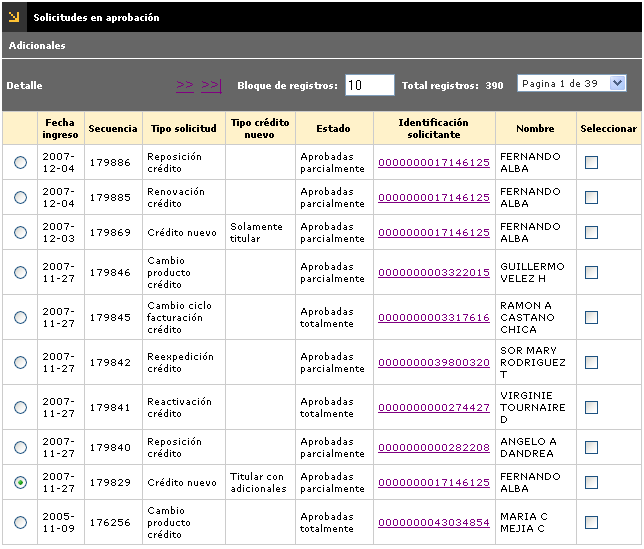 Solicitudes en aprobación
Adicionales
Detalle >> >>| Bloque de registros: 10 Total registros: 390 Pagina 1 de 39
Fecha ingreso Secuencia Tipo solicitud Tipo crédito nuevo Estado Identificación solicitante Nombre Seleccionar
2007-12-04 179886 Reposición crédito Aprobadas parcialmente 0000000017146125 FERNANDO ALBA
2007-12-04 179885 Renovación crédito Aprobadas parcialmente 0000000017146125 FERNANDO ALBA
2007-12-03 179869 Crédito nuevo Solamente titular Aprobadas parcialmente 0000000017146125 FERNANDO ALBA
2007-11-27 179846 Cambio producto crédito Aprobadas parcialmente 0000000003322015 GUILLERMO VELEZ H
2007-11-27 179845 Cambio ciclo facturación crédito Aprobadas totalmente 0000000003317616 RAMON A CASTANO CHICA
2007-11-27 179842 Reexpedición crédito Aprobadas parcialmente 0000000039800320 SOR MARY RODRIGUEZ T
2007-11-27 179841 Reactivación crédito Aprobadas totalmente 0000000000274427 VIRGINIE TOURNAIRE D
2007-11-27 179840 Reposición crédito Aprobadas parcialmente 0000000000282208 ANGELO A DANDREA
2007-11-27 179829 Crédito nuevo Titular con adicionales Aprobadas parcialmente 0000000017146125 FERNANDO ALBA
2005-11-09 176256 Cambio producto crédito Aprobadas totalmente 0000000043034854 MARIA C MEJIA C